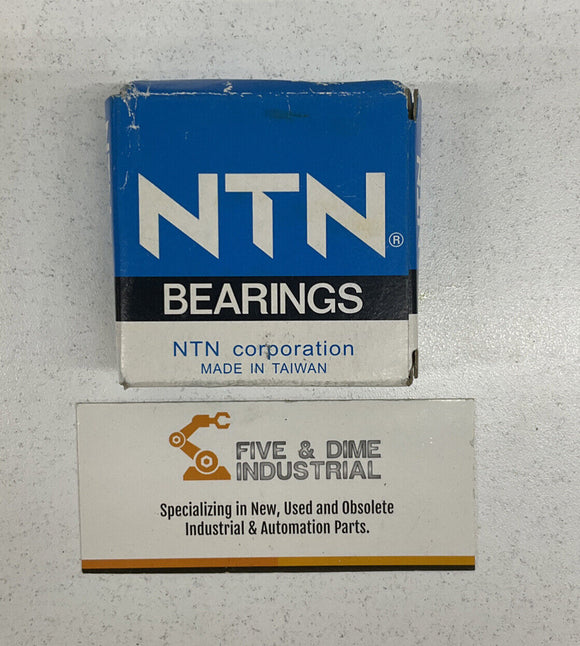 NTN®
BEARINGS
NTN corporation
MADE IN TAIWAN
FIVE & DIME
INDUSTRIAL
Specializing in New, Used and Obsolete
Industrial & Automation Parts.